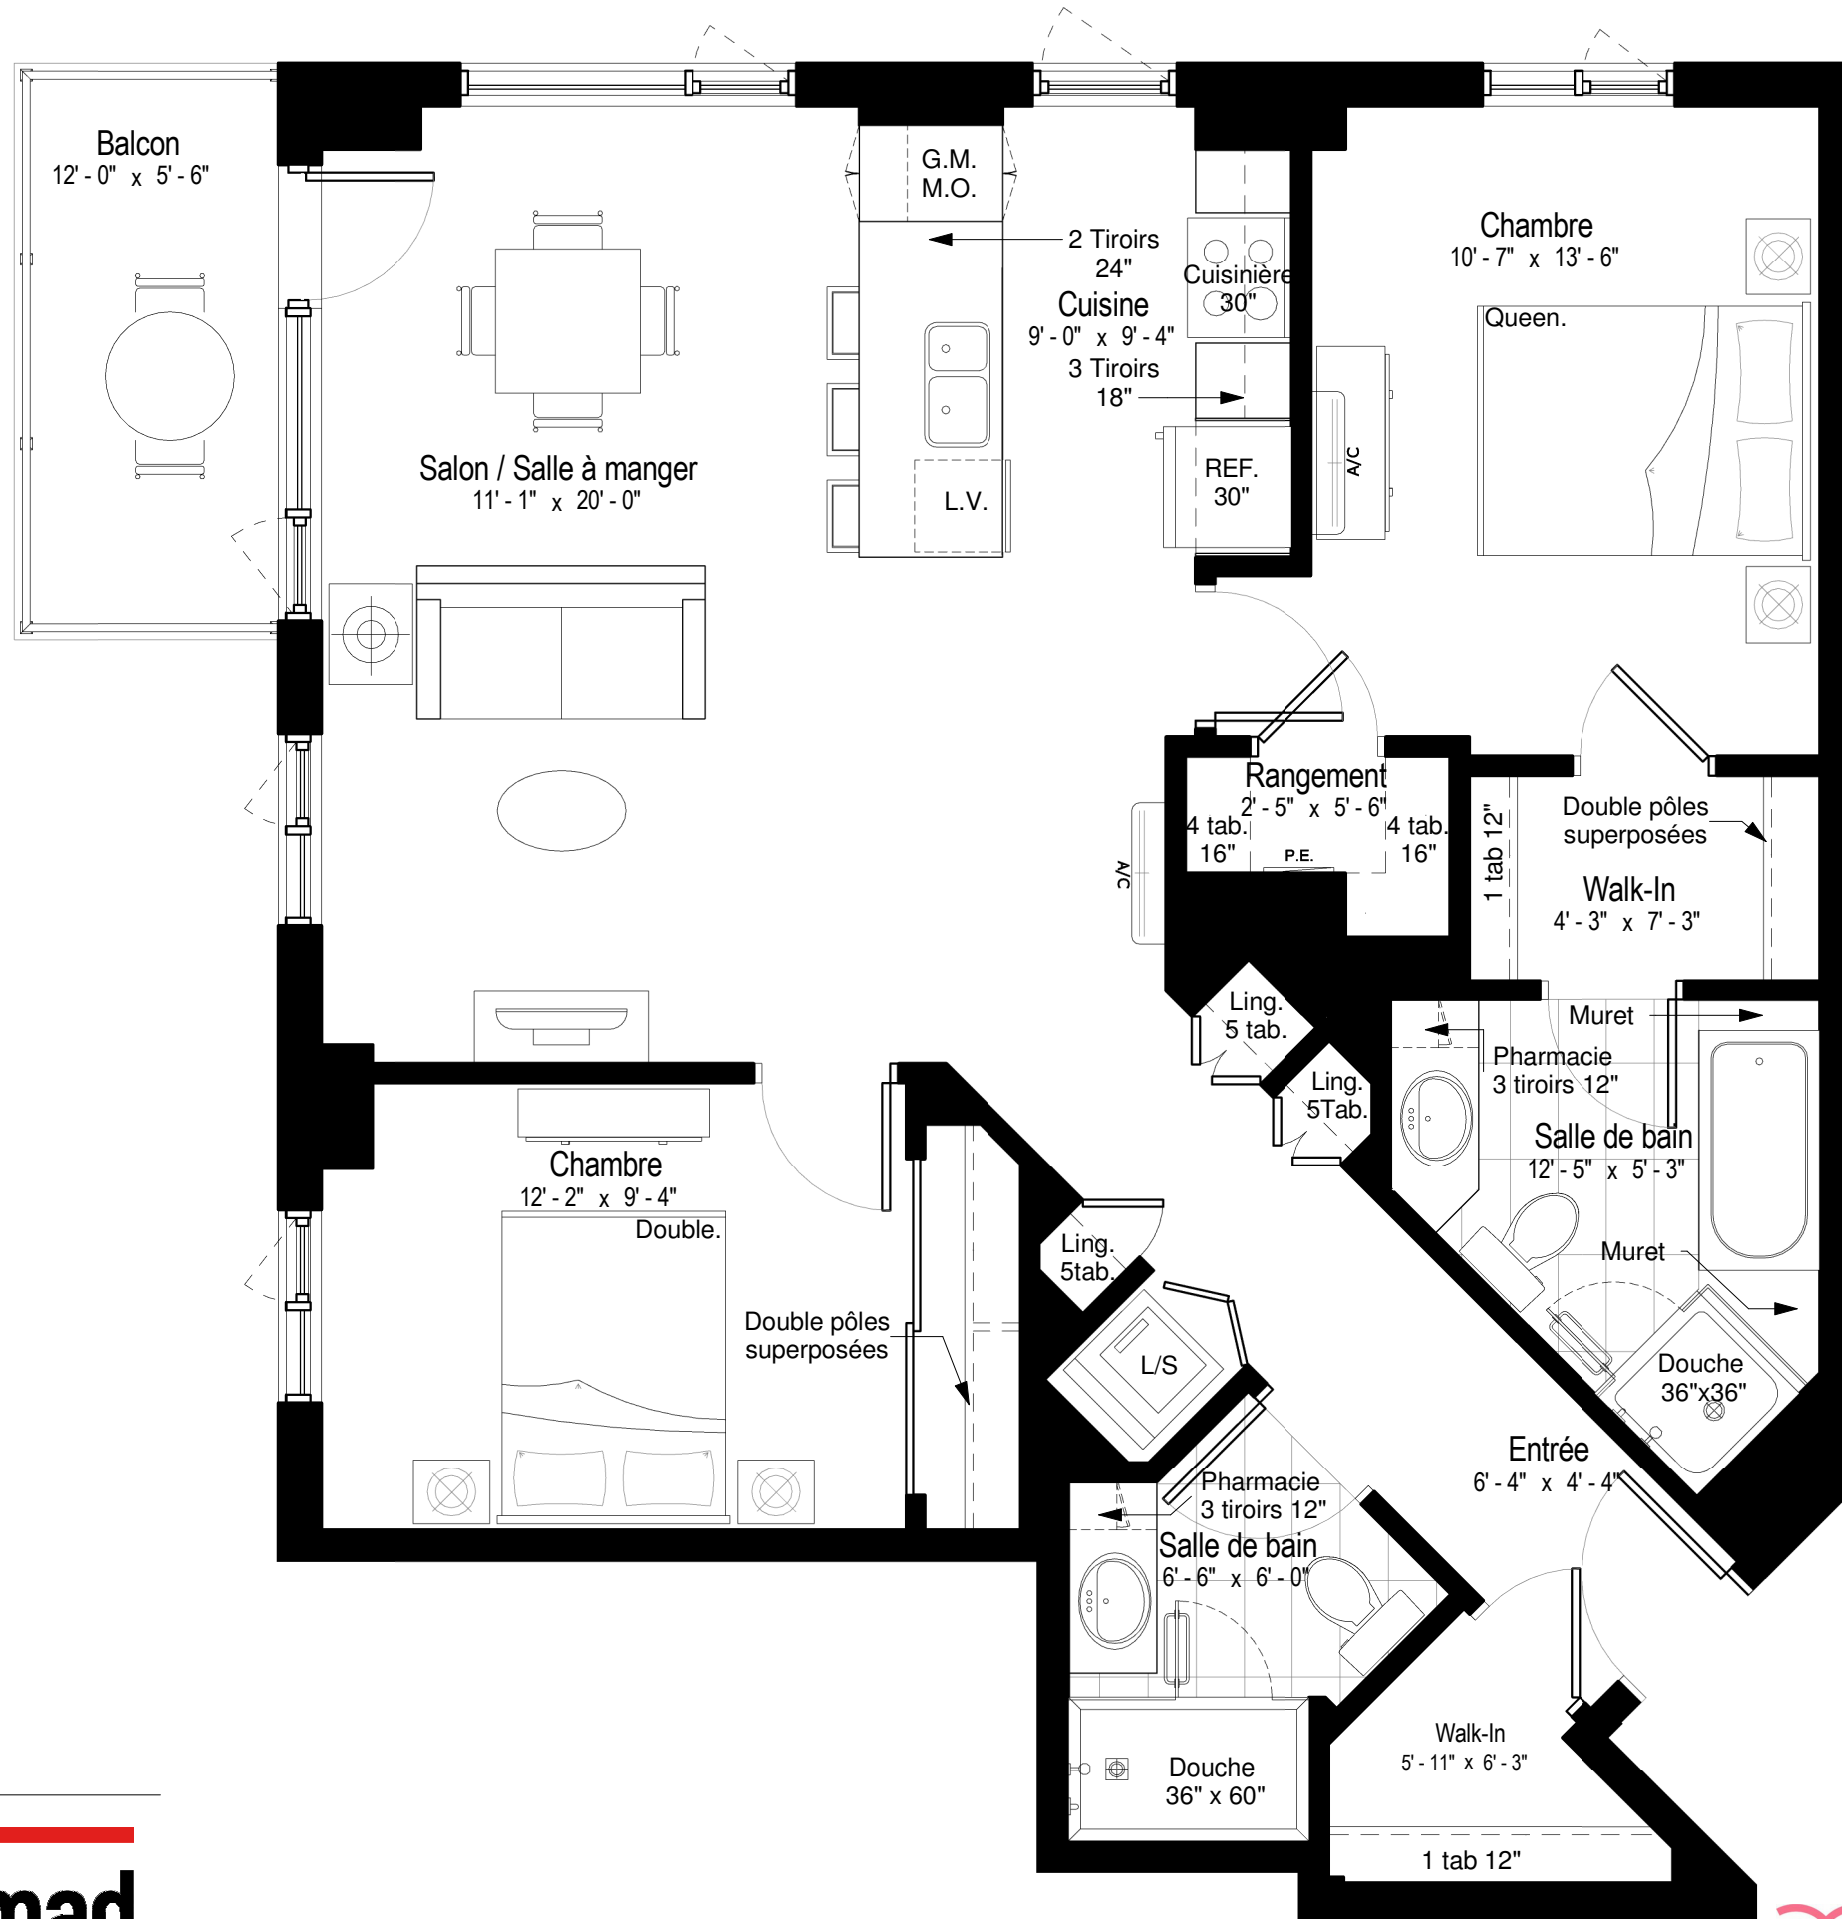 Balcon
12' - 0" x 5' - 6"
G.M.
M.O.
2 Tiroirs
24"
Cuisinière
30"
Cuisine
9' - 0" x 9' - 4"
3 Tiroirs
18"
Chambre
10' - 7" x 13' - 6"
Queen.
A/C
REF.
30"
L.V.
Salon / Salle à manger
11' - 1" x 20' - 0"
Rangement
2' - 5" x 5' - 6"
4 tab.
16"
4 tab.
16"
P.E.
A/C
1 tab 12"
Double pôles
superposées
Walk-In
4' - 3" x 7' - 3"
Ling.
5 tab.
Ling.
5Tab.
Muret
Pharmacie
3 tiroirs 12"
Salle de bain
12' - 5" x 5' - 3"
Muret
Douche
36"x36"
Chambre
12' - 2" x 9' - 4"
Double.
Double pôles
superposées
Ling.
5tab.
L/S
Entrée
6' - 4" x 4' - 4"
Pharmacie
3 tiroirs 12"
Salle de bain
6' - 6" x 6' - 0"
Douche
36" x 60"
Walk-In
5' - 11" x 6' - 3"
1 tab 12"
mad